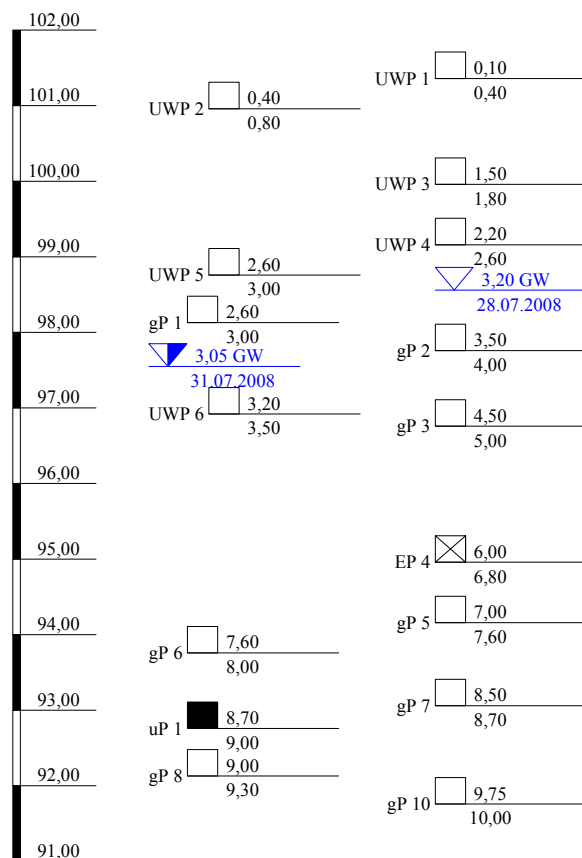 102,00
101,00
100,00
99,00
98,00
97,00
96,00
95,00
94,00
93,00
92,00
91,00
UWP 2
0,40
0,80
UWP 5
2,60
3,00
gP 1
2,60
3,00
3,05 GW
31.07.2008
UWP 6
3,20
3,50
gP 6
7,60
8,00
uP 1
8,70
9,00
gP 8
9,00
9,30
UWP 1
0,10
0,40
UWP 3
1,50
1,80
UWP 4
2,20
2,60
3,20 GW
28.07.2008
gP 2
3,50
4,00
gP 3
4,50
5,00
EP 4
6,00
6,80
gP 5
7,00
7,60
gP 7
8,50
8,70
gP 10
9,75
10,00